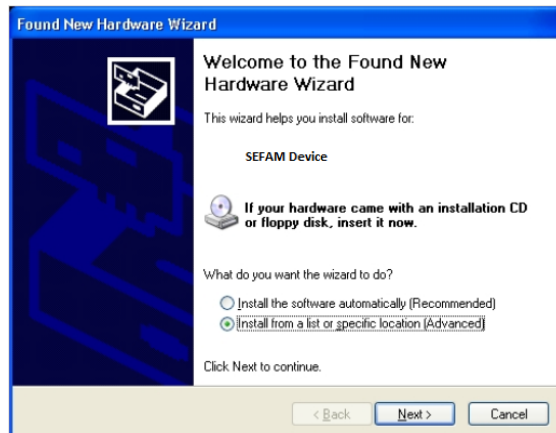 Found New Hardware Wizard
Welcome to the Found New
Hardware Wizard
This wizard helps you install software for:
SEFAM Device
If your hardware came with an installation CD
or floppy disk, insert it now.
What do you want the wizard to do?
Install the software automatically (Recommended)
Install from a list or specific location (Advanced)
Click Next to continue.
< Back
Next >
Cancel